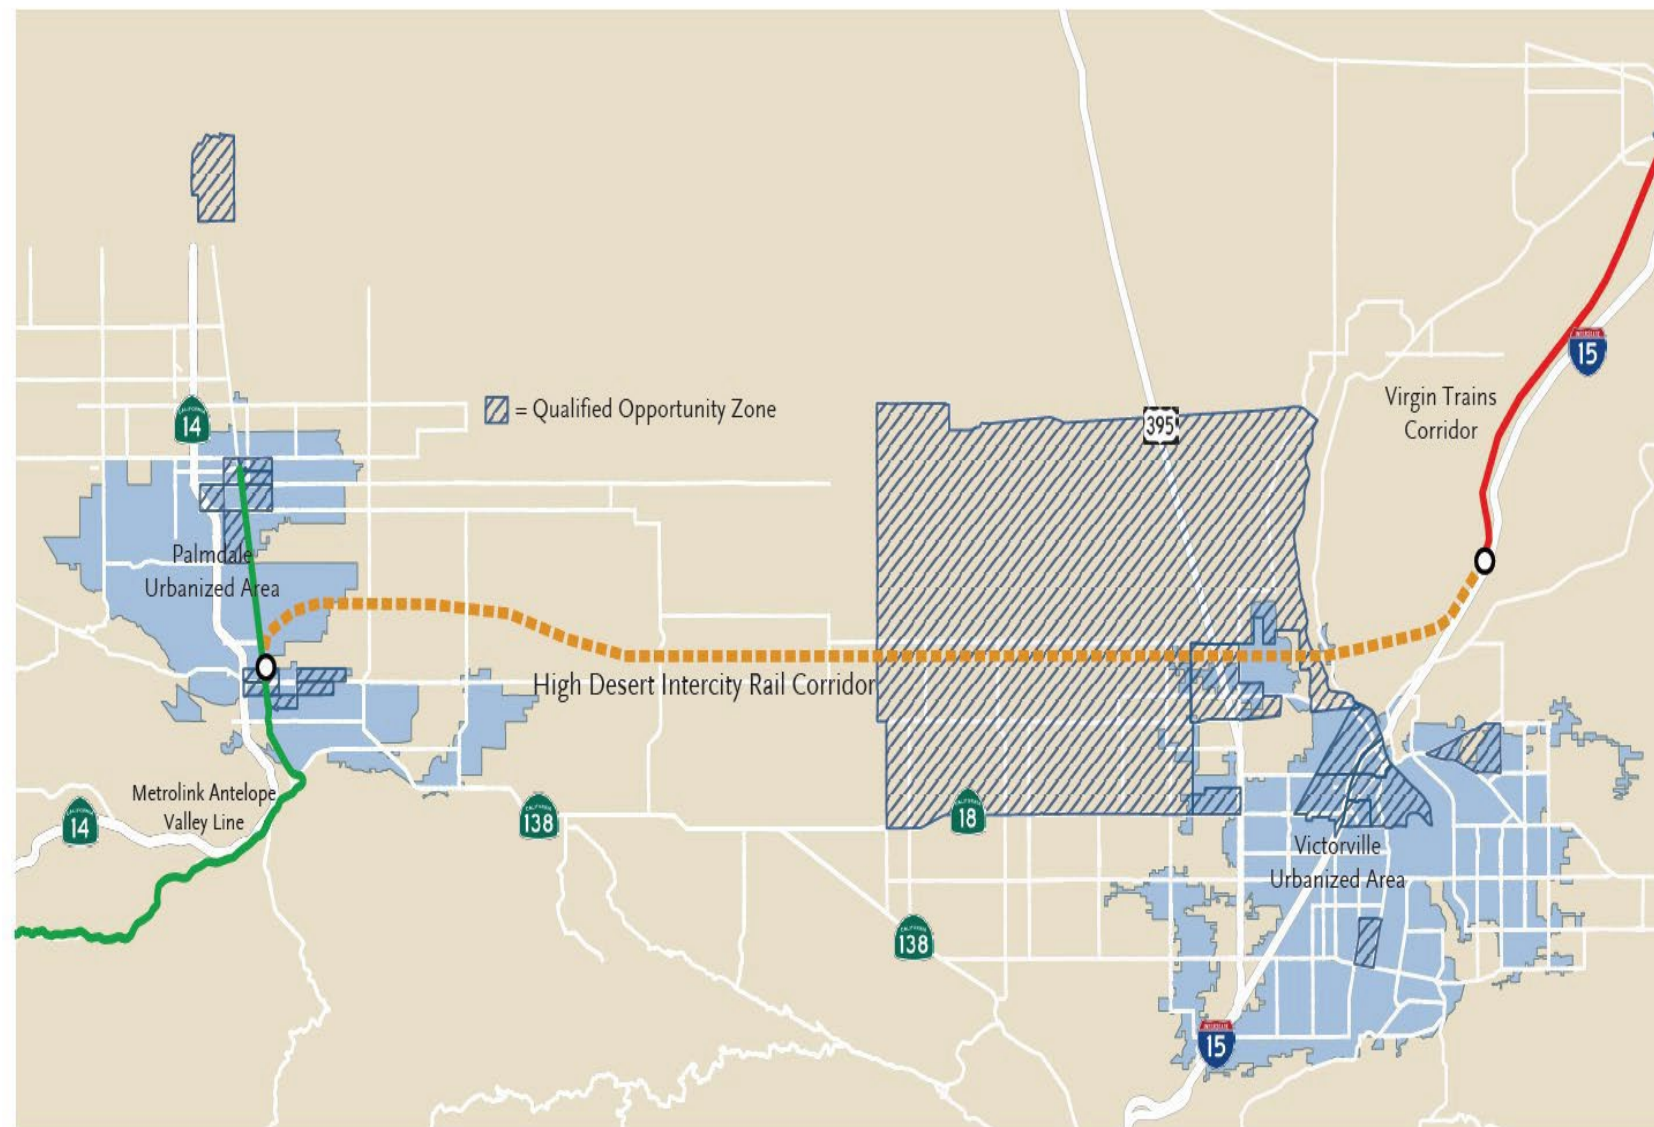 14
= Qualified Opportunity Zone
395
15
Virgin Trains
Corridor
Palmdale
Urbanized Area
High Desert Intercity Rail Corridor
Metrolink Antelope
Valley Line
14
138
18
Victorville
Urbanized Area
138
15